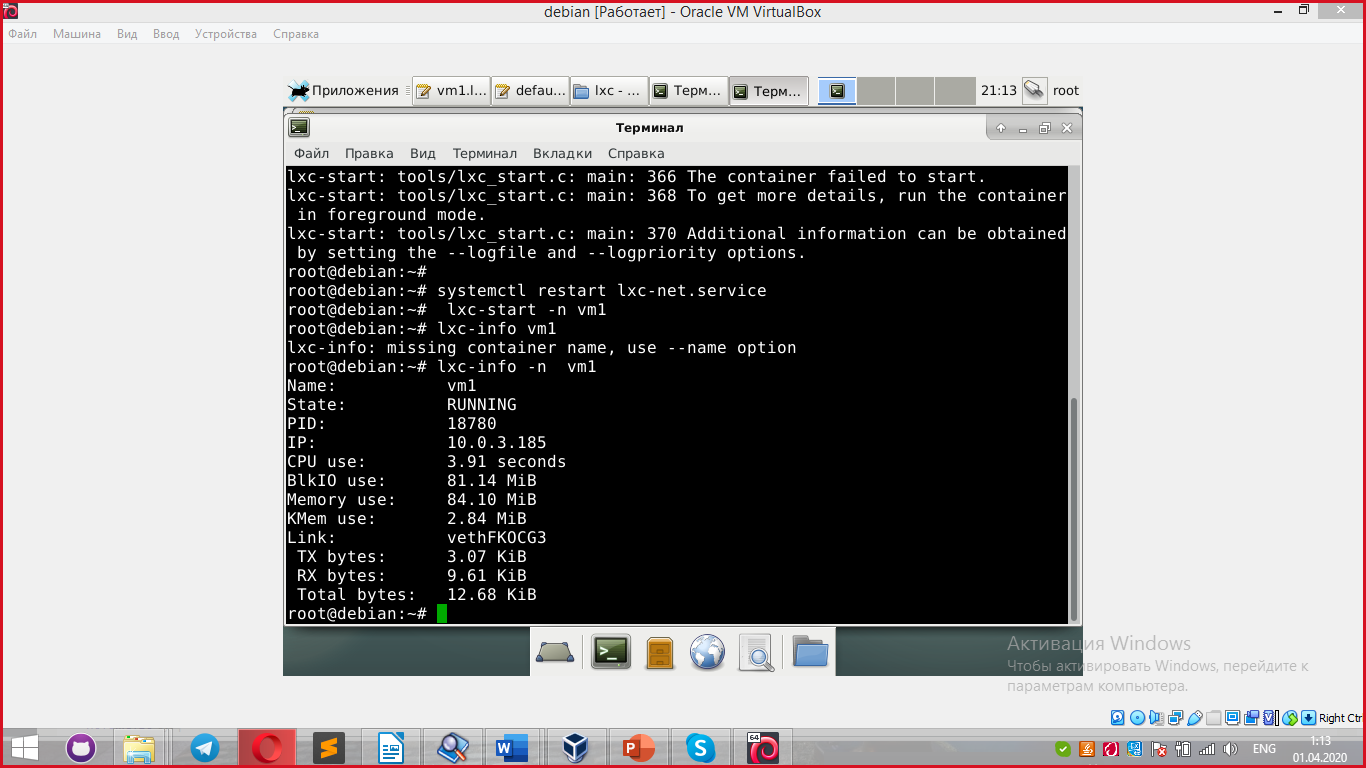 debian [Работает] - Oracle VM VirtualBox
Файл Машина Вид Ввод Устройства Справка
Приложения vm1.l... defau... lxc - ... Терм... Терм... 21:13 root
Терминал
Файл Правка Вид Терминал Вкладки Справка
lxc-start: tools/lxc_start.c: main: 366 The container failed to start.
lxc-start: tools/lxc_start.c: main: 368 To get more details, run the container
in foreground mode.
lxc-start: tools/lxc_start.c: main: 370 Additional information can be obtained
by setting the --logfile and --logpriority options.
root@debian:~#
root@debian:~# systemctl restart lxc-net.service
root@debian:~#  lxc-start -n vm1
root@debian:~# lxc-info vm1
lxc-info: missing container name, use --name option
root@debian:~# lxc-info -n  vm1
Name: vm1
State: RUNNING
PID: 18780
IP: 10.0.3.185
CPU use: 3.91 seconds
BlkIO use: 81.14 MiB
Memory use: 84.10 MiB
KMem use: 2.84 MiB
Link: vethFKOCG3
TX bytes: 3.07 KiB
RX bytes: 9.61 KiB
Total bytes: 12.68 KiB
root@debian:~#
Активация Windows
Чтобы активировать Windows, перейдите к
параметрам компьютера.
Right Ctrl
ENG 1:13
01.04.2020